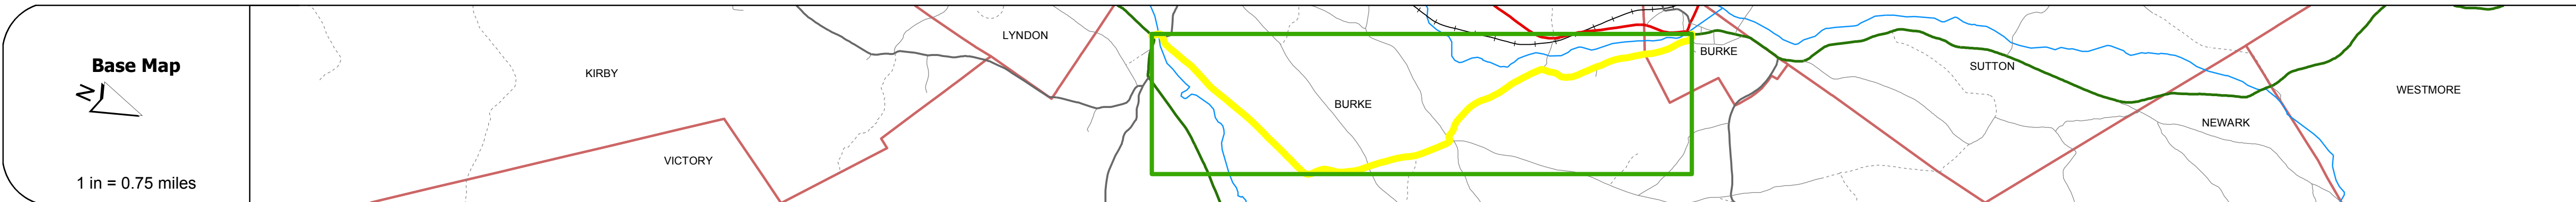 Base Map
N
1 in = 0.75 miles
KIRBY
VICTORY
LYNDON
BURKE
BURKE
SUTTON
NEWARK
WESTMORE